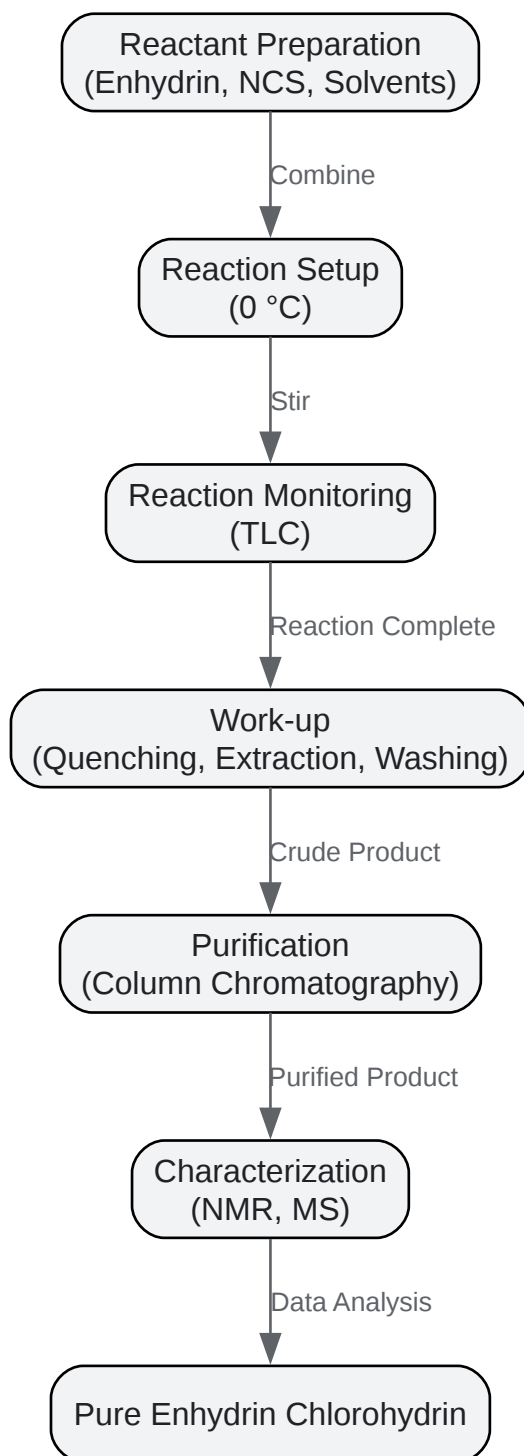 Reactant Preparation
(Enhydrin, NCS, Solvents)
Combine
Reaction Setup
(0 °C)
Stir
Reaction Monitoring
(TLC)
Reaction Complete
Work-up
(Quenching, Extraction, Washing)
Crude Product
Purification
(Column Chromatography)
Purified Product
Characterization
(NMR, MS)
Data Analysis
Pure Enhydrin Chlorohydrin